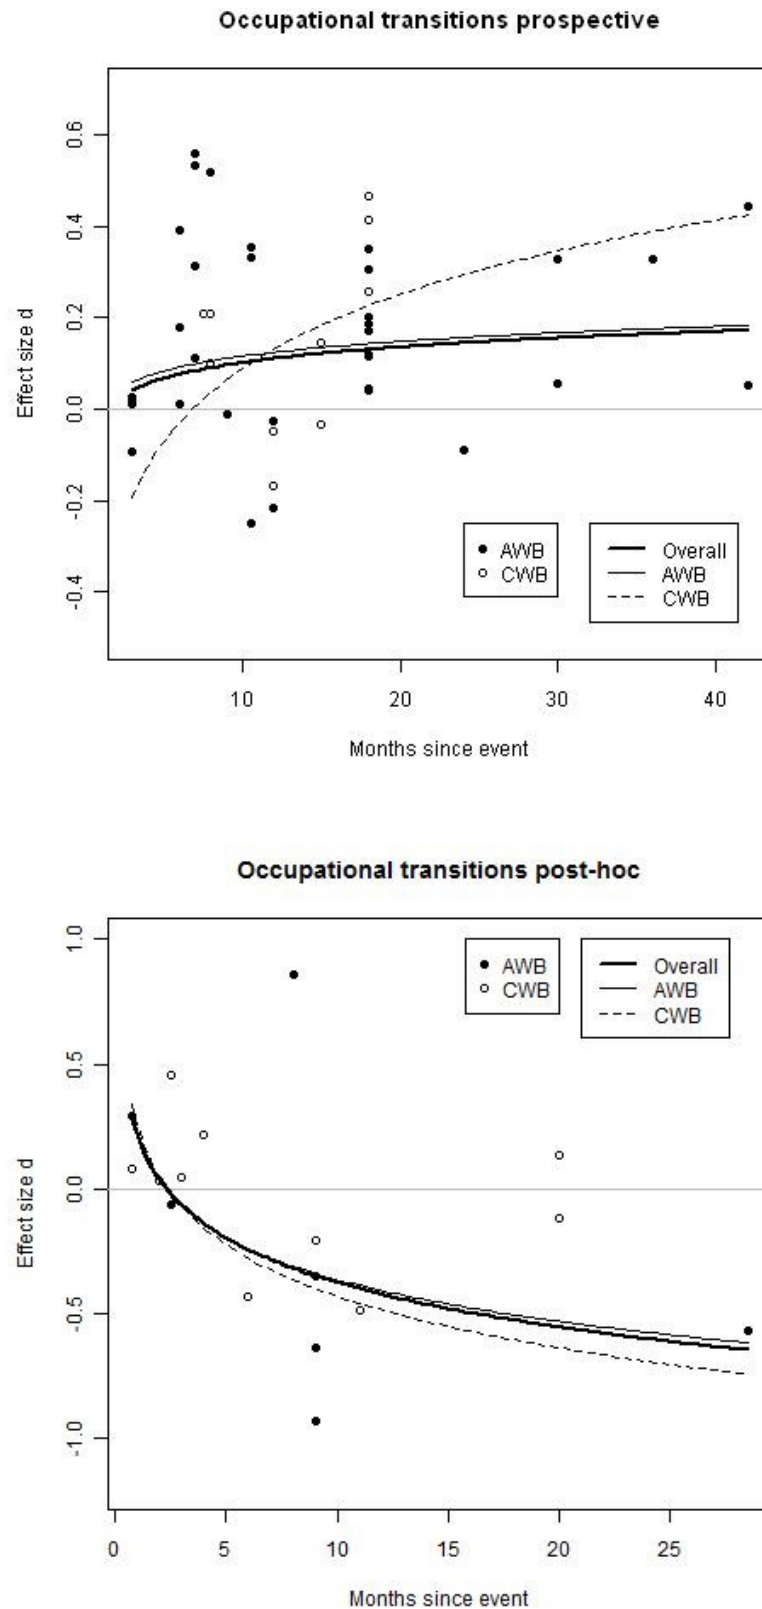 Occupational transitions prospective
0.6
0.4
0.2
0.0
-0.2
-0.4
Effect size d
AWB
CWB
Overall
AWB
CWB
10 20 30 40
Months since event
Occupational transitions post-hoc
1.0
0.5
0.0
-0.5
-1.0
Effect size d
AWB
CWB
Overall
AWB
CWB
0 5 10 15 20 25
Months since event